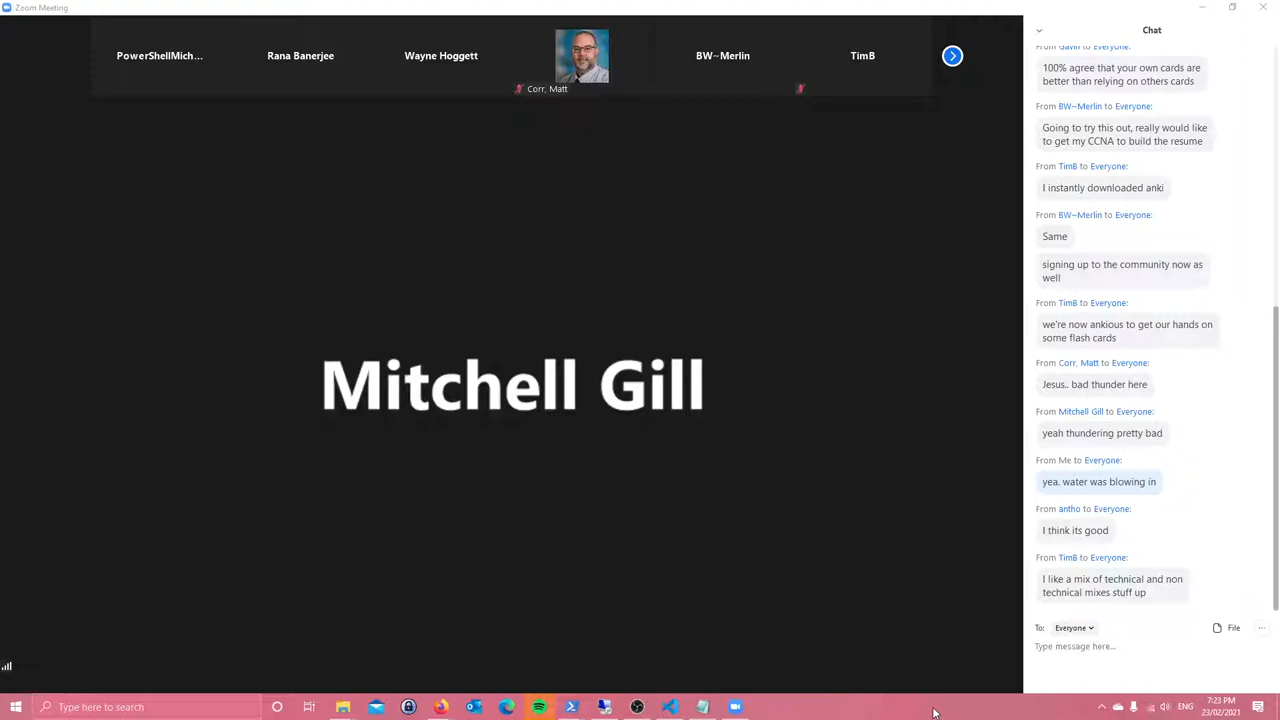 Zoom Meeting
PowerShellMich...
Rana Banerjee
Wayne Hoggett
Corr, Matt
BW~Merlin
TimB
Mitchell Gill
Chat
From Gavin to Everyone:
100% agree that your own cards are
better than relying on others cards
From BW~Merlin to Everyone:
Going to try this out, really would like
to get my CCNA to build the resume
From TimB to Everyone:
I instantly downloaded anki
From BW~Merlin to Everyone:
Same
signing up to the community now as
well
From TimB to Everyone:
we're now ankious to get our hands on
some flash cards
From Corr, Matt to Everyone:
Jesus.. bad thunder here
From Mitchell Gill to Everyone:
yeah thundering pretty bad
From Me to Everyone:
yea. water was blowing in
From antho to Everyone:
I think its good
From TimB to Everyone:
I like a mix of technical and non
technical mixes stuff up
To: Everyone
File
Type message here...
Type here to search
ENG
7:23 PM
23/02/2021